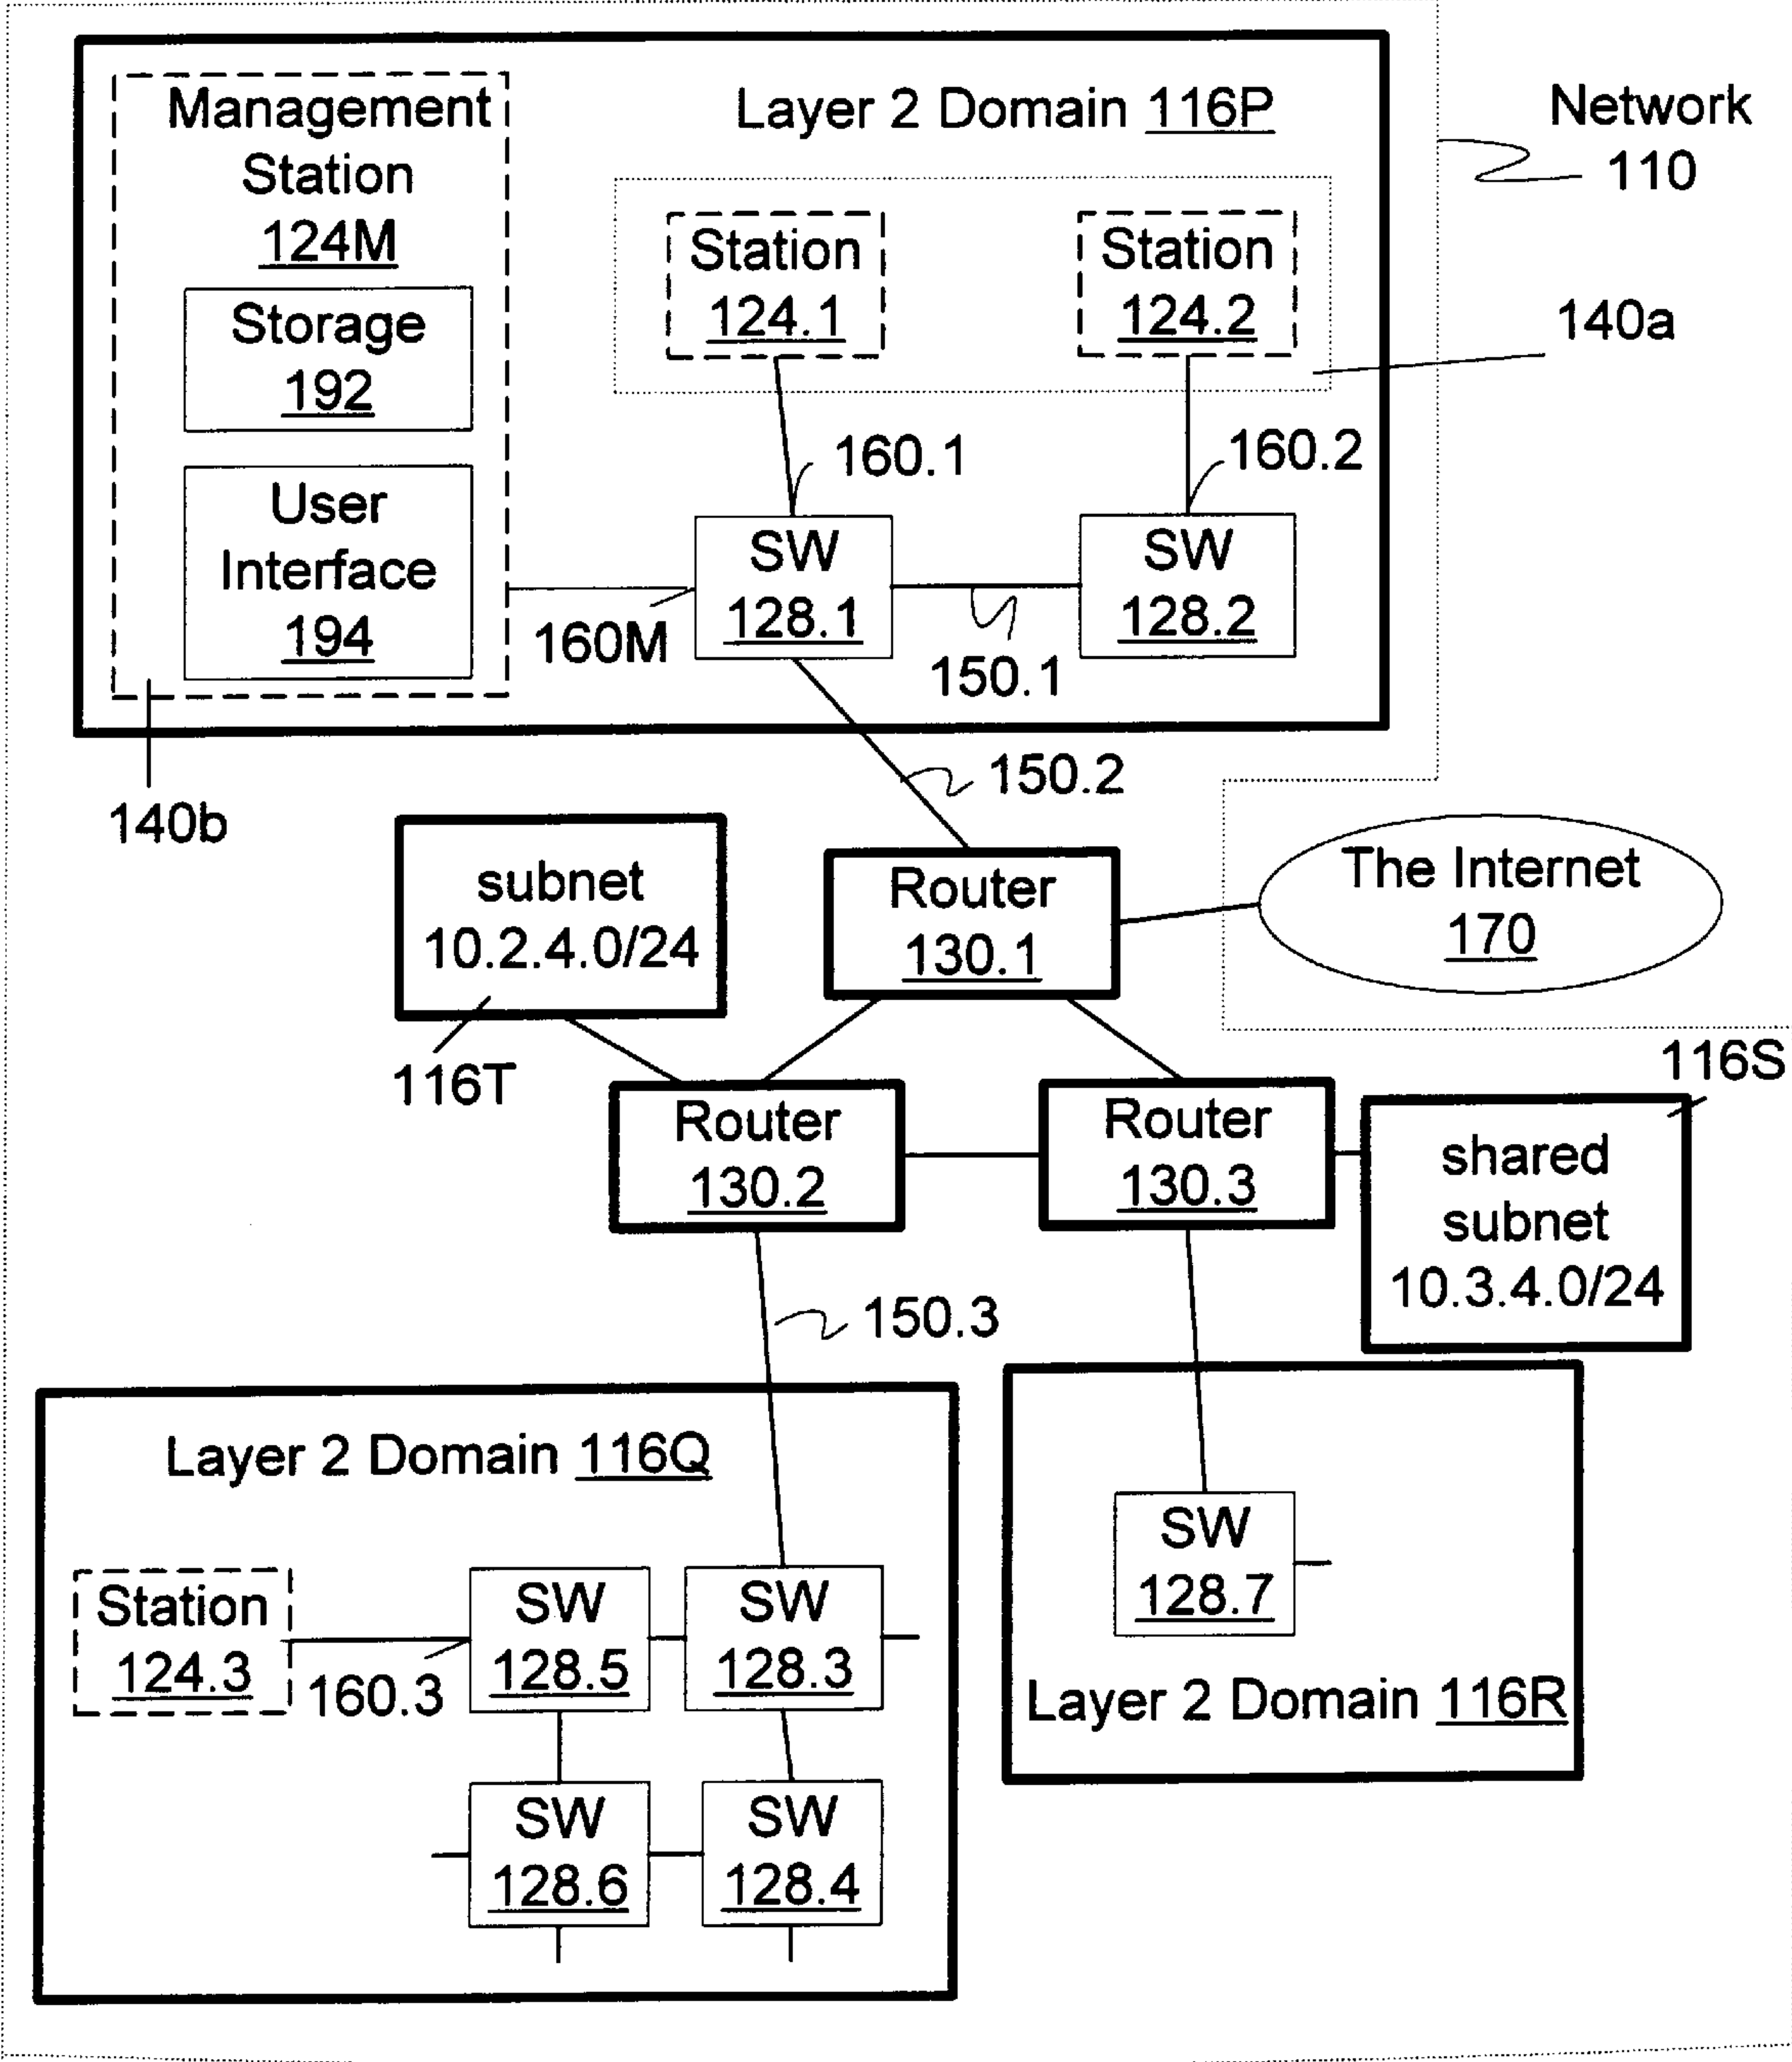 Management
Station
124M
Storage
192
User
Interface
194
Layer 2 Domain 116P
Network
110
Station
124.1
Station
124.2
140a
160.1
160.2
SW
128.1
SW
128.2
160M
150.1
140b
150.2
subnet
10.2.4.0/24
116T
Router
130.1
The Internet
170
Router
130.2
Router
130.3
116S
shared
subnet
10.3.4.0/24
150.3
Layer 2 Domain 116Q
Station
124.3
160.3
SW
128.5
SW
128.3
SW
128.6
SW
128.4
SW
128.7
Layer 2 Domain 116R